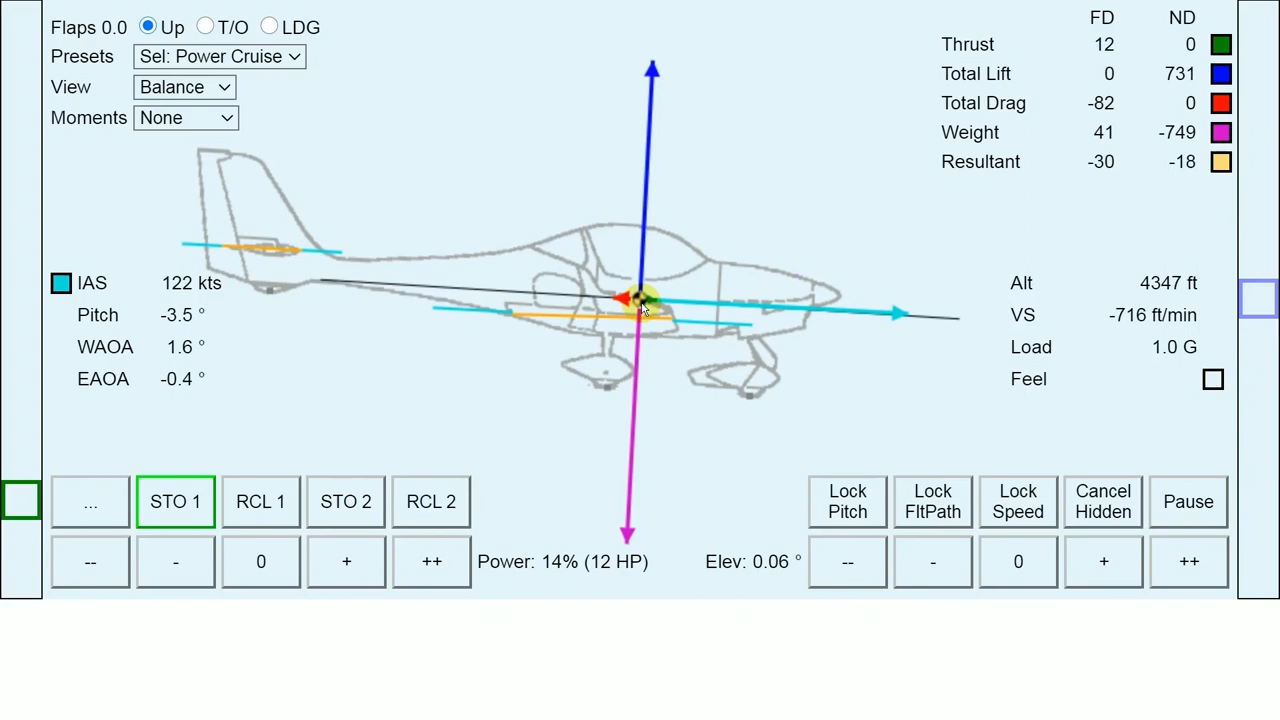 Flaps 0.0 Up T/O LDG
Presets Sel: Power Cruise
View Balance
Moments None
FD ND
Thrust 12 0
Total Lift 0 731
Total Drag -82 0
Weight 41 -749
Resultant -30 -18
IAS 122 kts
Pitch -3.5 °
WAOA 1.6 °
EAOA -0.4 °
Alt 4347 ft
VS -716 ft/min
Load 1.0 G
Feel
... STO 1 RCL 1 STO 2 RCL 2
Lock Pitch Lock FltPath Lock Speed Cancel Hidden Pause
-- - 0 + ++ Power: 14% (12 HP) Elev: 0.06 ° -- - 0 + ++